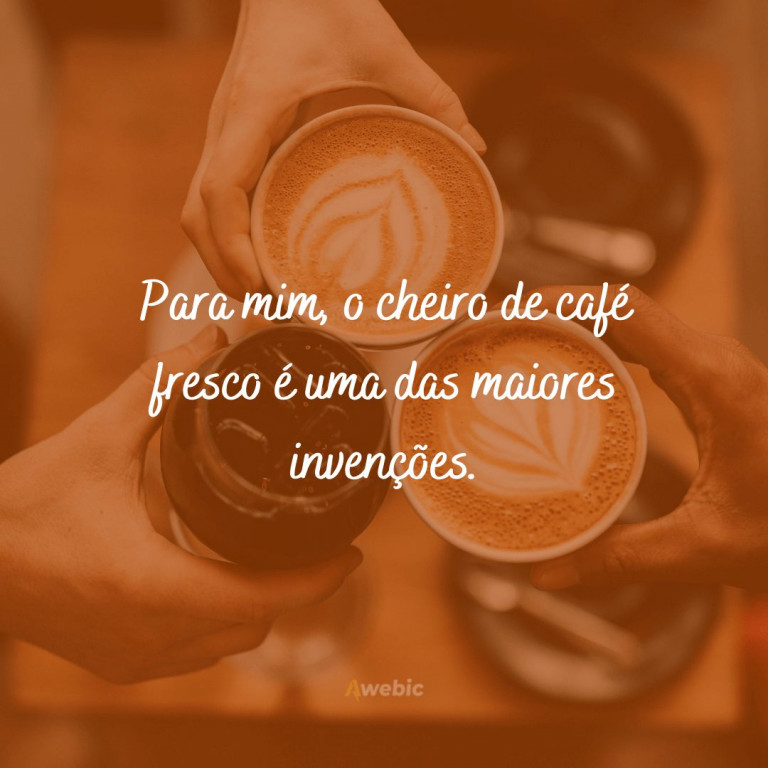 Para mim, o cheiro de café
fresco é uma das maiores
invenções.
Awebic